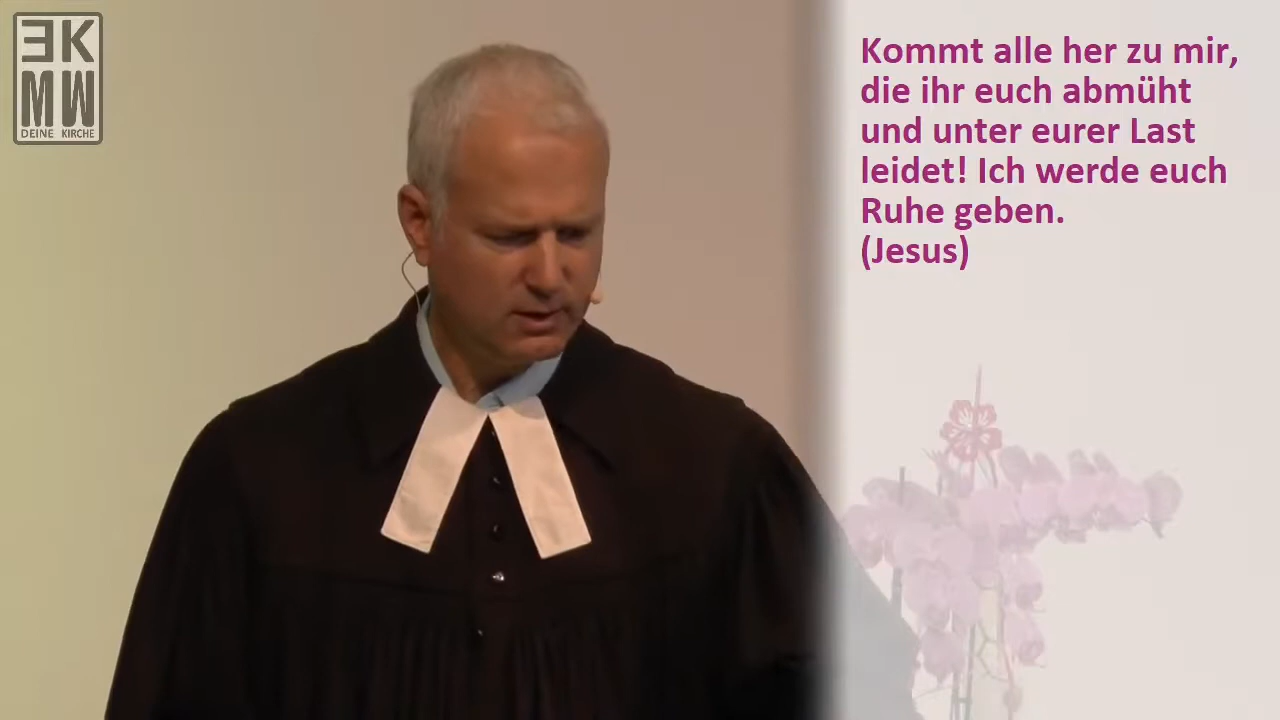 EK
MW
DEINE KIRCHE
Kommt alle her zu mir,
die ihr euch abmüht
und unter eurer Last
leidet! Ich werde euch
Ruhe geben.
(Jesus)